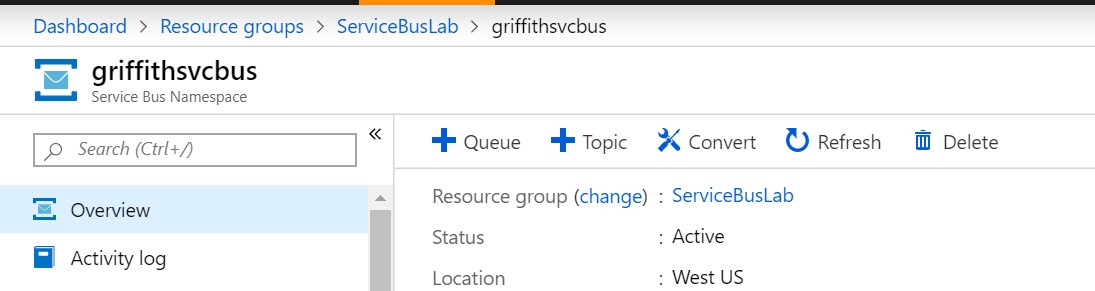 Dashboard > Resource groups > ServiceBusLab > griffithsvcbus
griffithsvcbus
Service Bus Namespace
Search (Ctrl+/)
«
Overview
Activity log
Queue Topic Convert Refresh Delete
Resource group (change) : ServiceBusLab
Status : Active
Location : West US